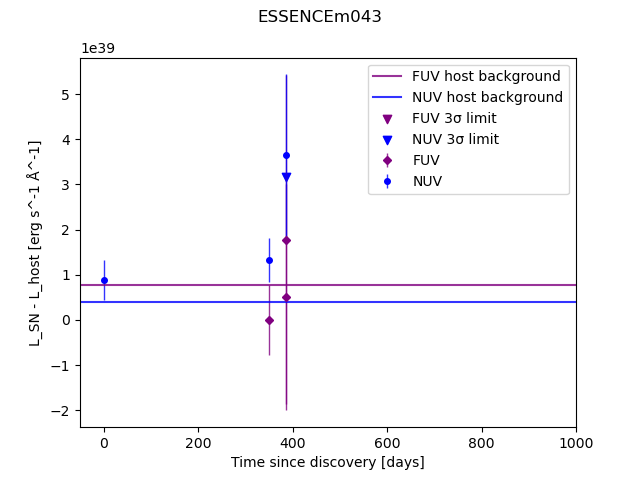 ESSENCEm043
1e39
FUV host background
NUV host background
FUV 3σ limit
NUV 3σ limit
FUV
NUV
L_SN - L_host [erg s^-1 Å^-1]
5
4
3
2
1
0
−1
−2
0 200 400 600 800 1000
Time since discovery [days]